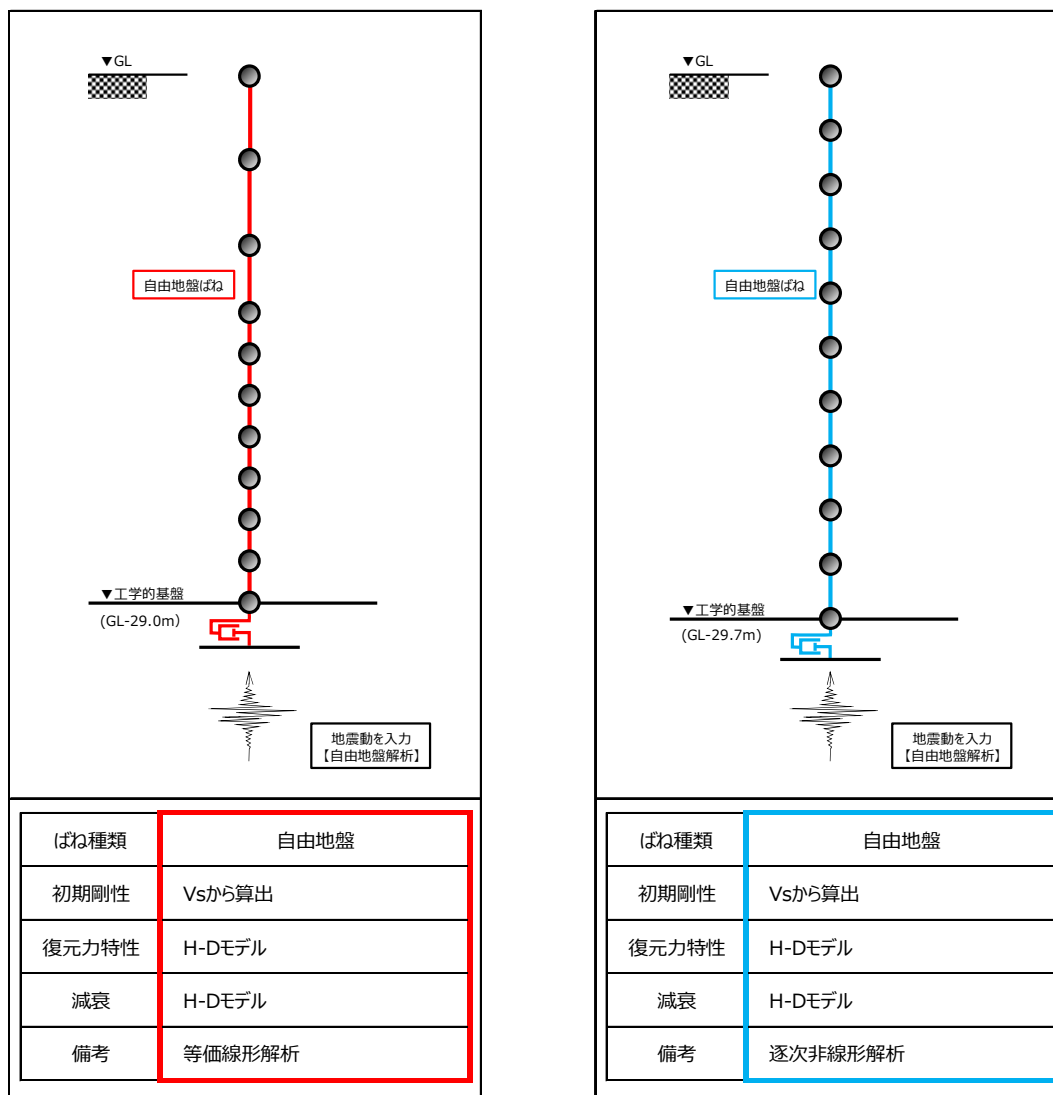 ▼GL
自由地盤ばね
▼工学的基盤
(GL-29.0m)
地震動を入力
【自由地盤解析】
ばね種類 自由地盤
初期剛性 Vsから算出
復元力特性 H-Dモデル
減衰 H-Dモデル
備考 等価線形解析
▼GL
自由地盤ばね
▼工学的基盤
(GL-29.7m)
地震動を入力
【自由地盤解析】
ばね種類 自由地盤
初期剛性 Vsから算出
復元力特性 H-Dモデル
減衰 H-Dモデル
備考 逐次非線形解析